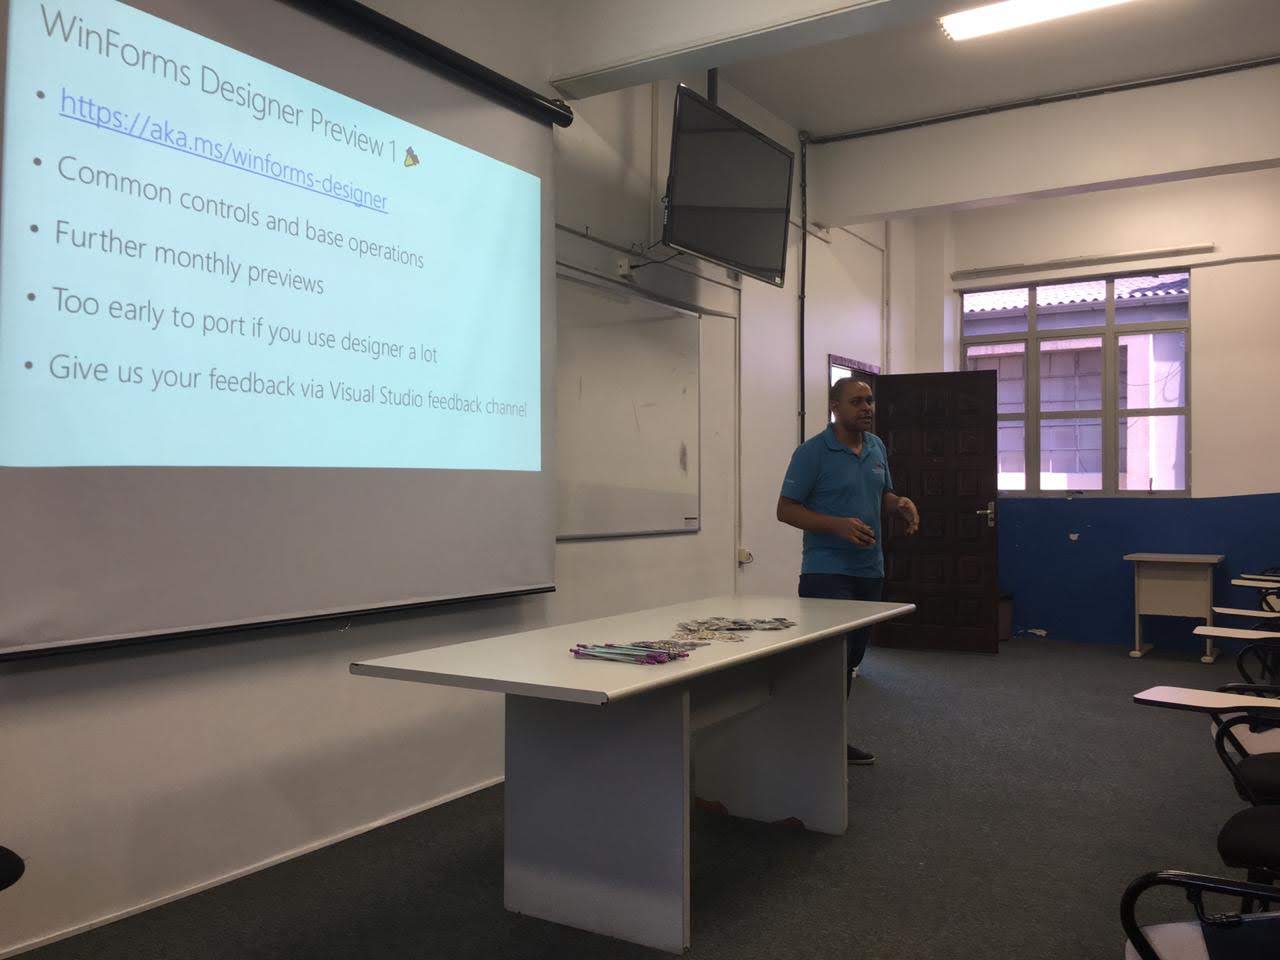 WinForms Designer Preview 1
• https://aka.ms/winforms-designer
• Common controls and base operations
• Further monthly previews
• Too early to port if you use designer a lot
• Give us your feedback via Visual Studio feedback channel